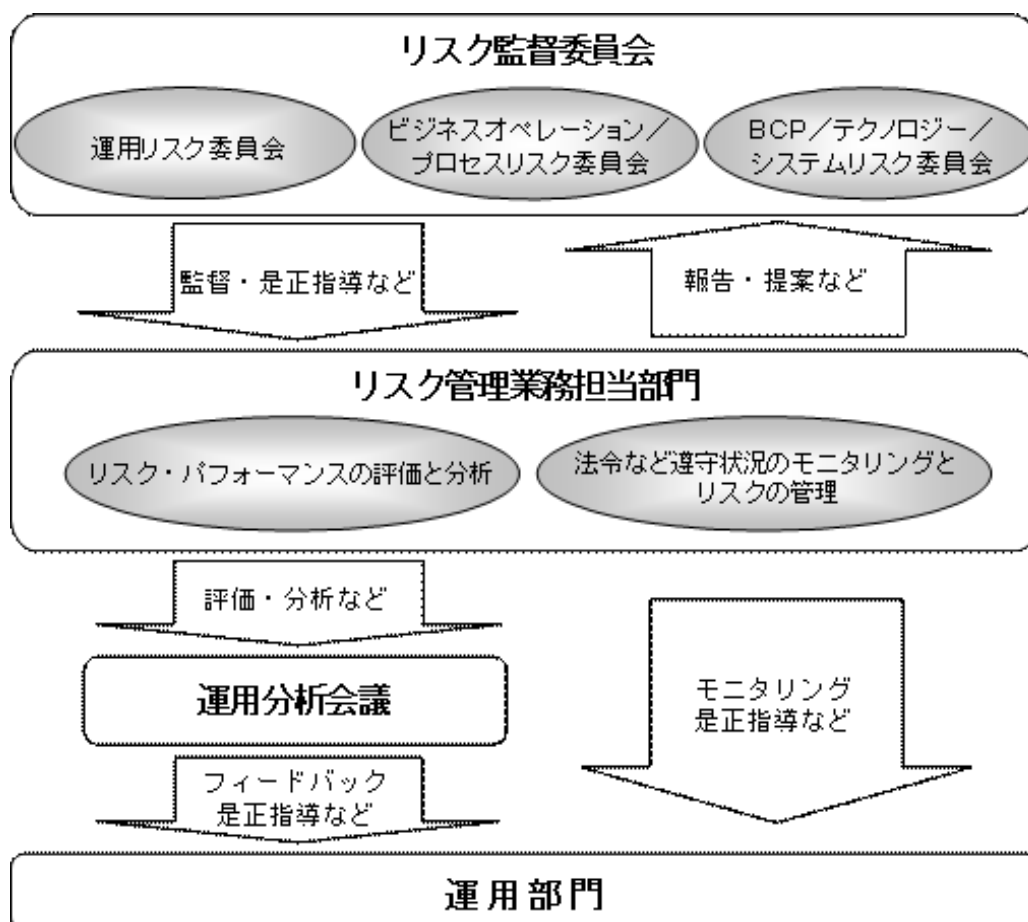 リスク監督委員会
運用リスク委員会
ビジネスオペレーション／
プロセスリスク委員会
BCP／テクノロジー／
システムリスク委員会
監督・是正指導など
報告・提案など
リスク管理業務担当部門
リスク・パフォーマンスの評価と分析
法令など遵守状況のモニタリングと
リスクの管理
評価・分析など
運用分析会議
モニタリング
是正指導など
フィードバック
是正指導など
運用部門